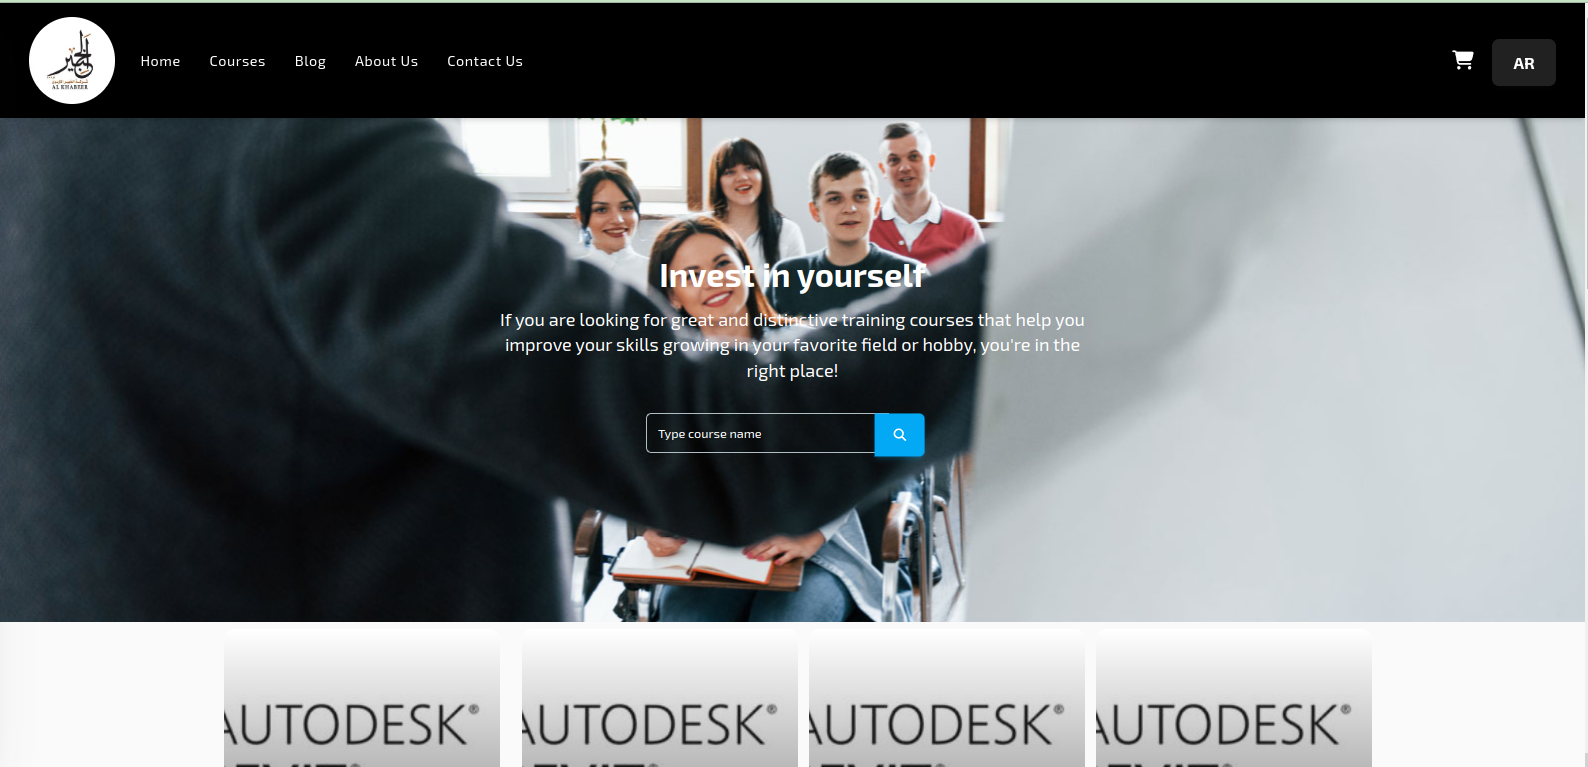 الخبير
AL KHABEER
Home
Courses
Blog
About Us
Contact Us
AR
Invest in yourself
If you are looking for great and distinctive training courses that help you
improve your skills growing in your favorite field or hobby, you're in the
right place!
Type course name
AUTODESK®
AUTODESK®
AUTODESK®
AUTODESK®